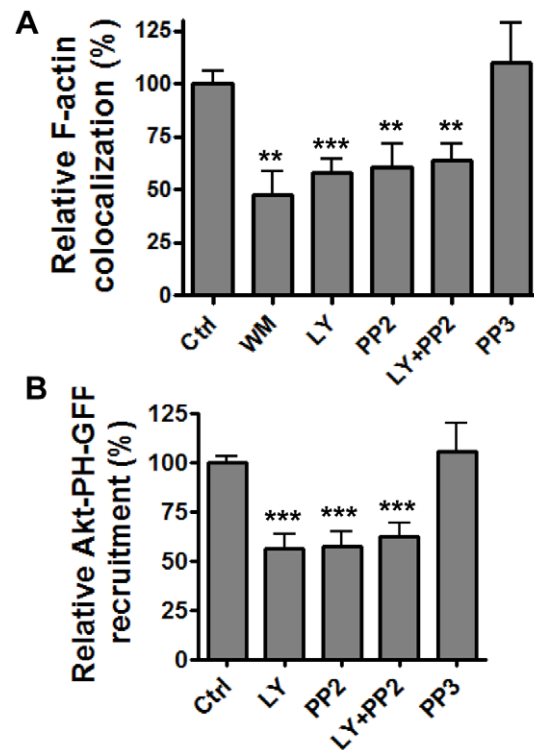 A
Relative F-actin
colocalization (%)
125
100
75
50
25
0
**
***
**
**
Ctrl
WM
LY
PP2
LY+PP2
PP3
B
Relative Akt-PH-GFF
recruitment (%)
125
100
75
50
25
0
***
***
***
Ctrl
LY
PP2
LY+PP2
PP3